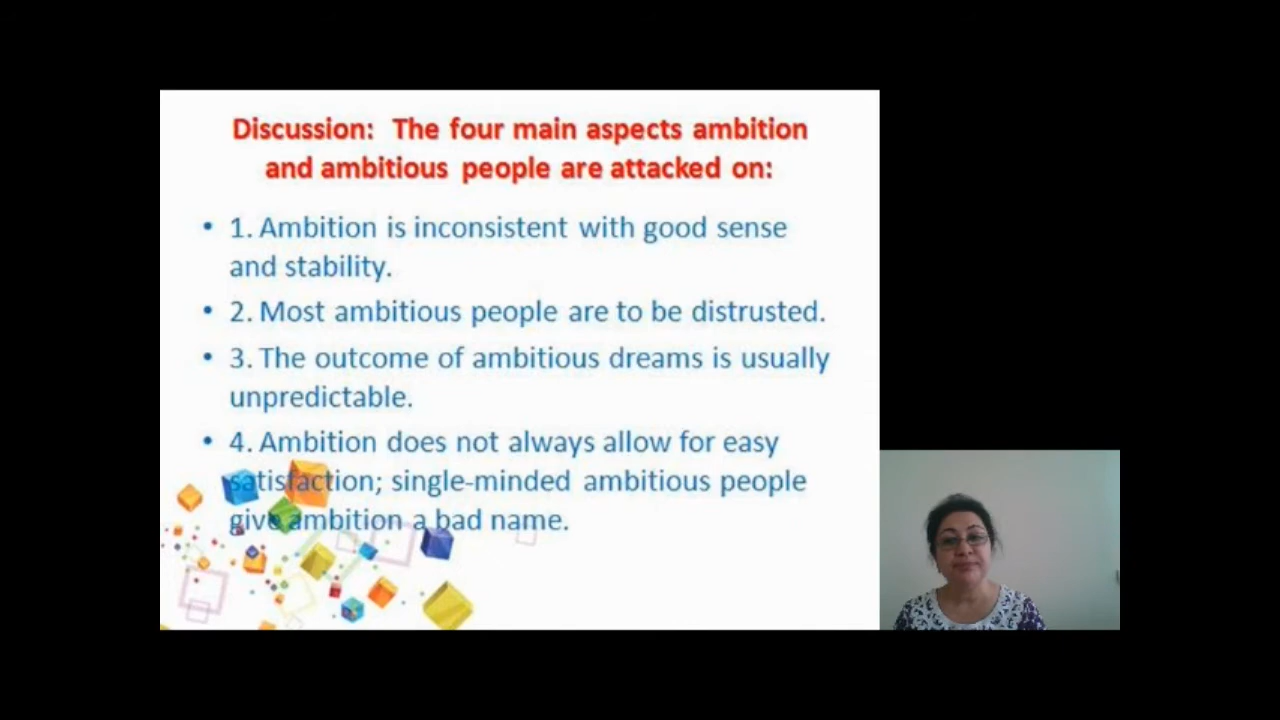 Discussion: The four main aspects ambition
and ambitious people are attacked on:
• 1. Ambition is inconsistent with good sense
and stability.
• 2. Most ambitious people are to be distrusted.
• 3. The outcome of ambitious dreams is usually
unpredictable.
• 4. Ambition does not always allow for easy
satisfaction; single-minded ambitious people
give ambition a bad name.